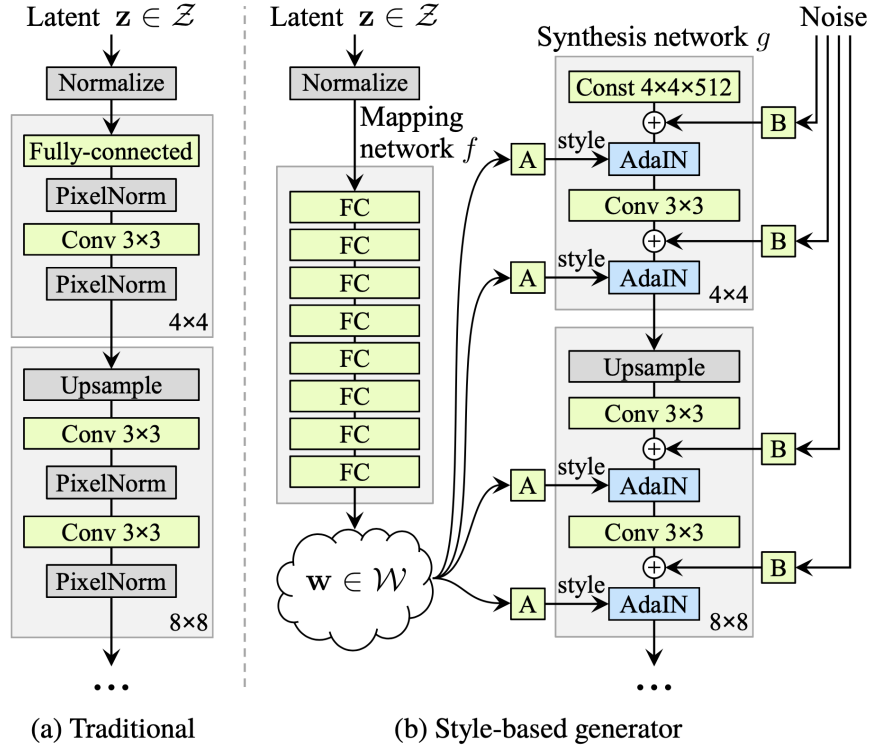 Latent z ∈ 𝒵
Normalize
Fully-connected
PixelNorm
Conv 3×3
PixelNorm
4×4
Upsample
Conv 3×3
PixelNorm
Conv 3×3
PixelNorm
8×8
...
(a) Traditional
Latent z ∈ 𝒵
Normalize
Mapping
network f
FC
FC
FC
FC
FC
FC
FC
FC
w ∈ 𝒲
A
A
A
A
style
style
style
style
Synthesis network g
Const 4×4×512
AdaIN
Conv 3×3
AdaIN
4×4
Upsample
Conv 3×3
AdaIN
Conv 3×3
AdaIN
8×8
...
Noise
B
B
B
B
(b) Style-based generator